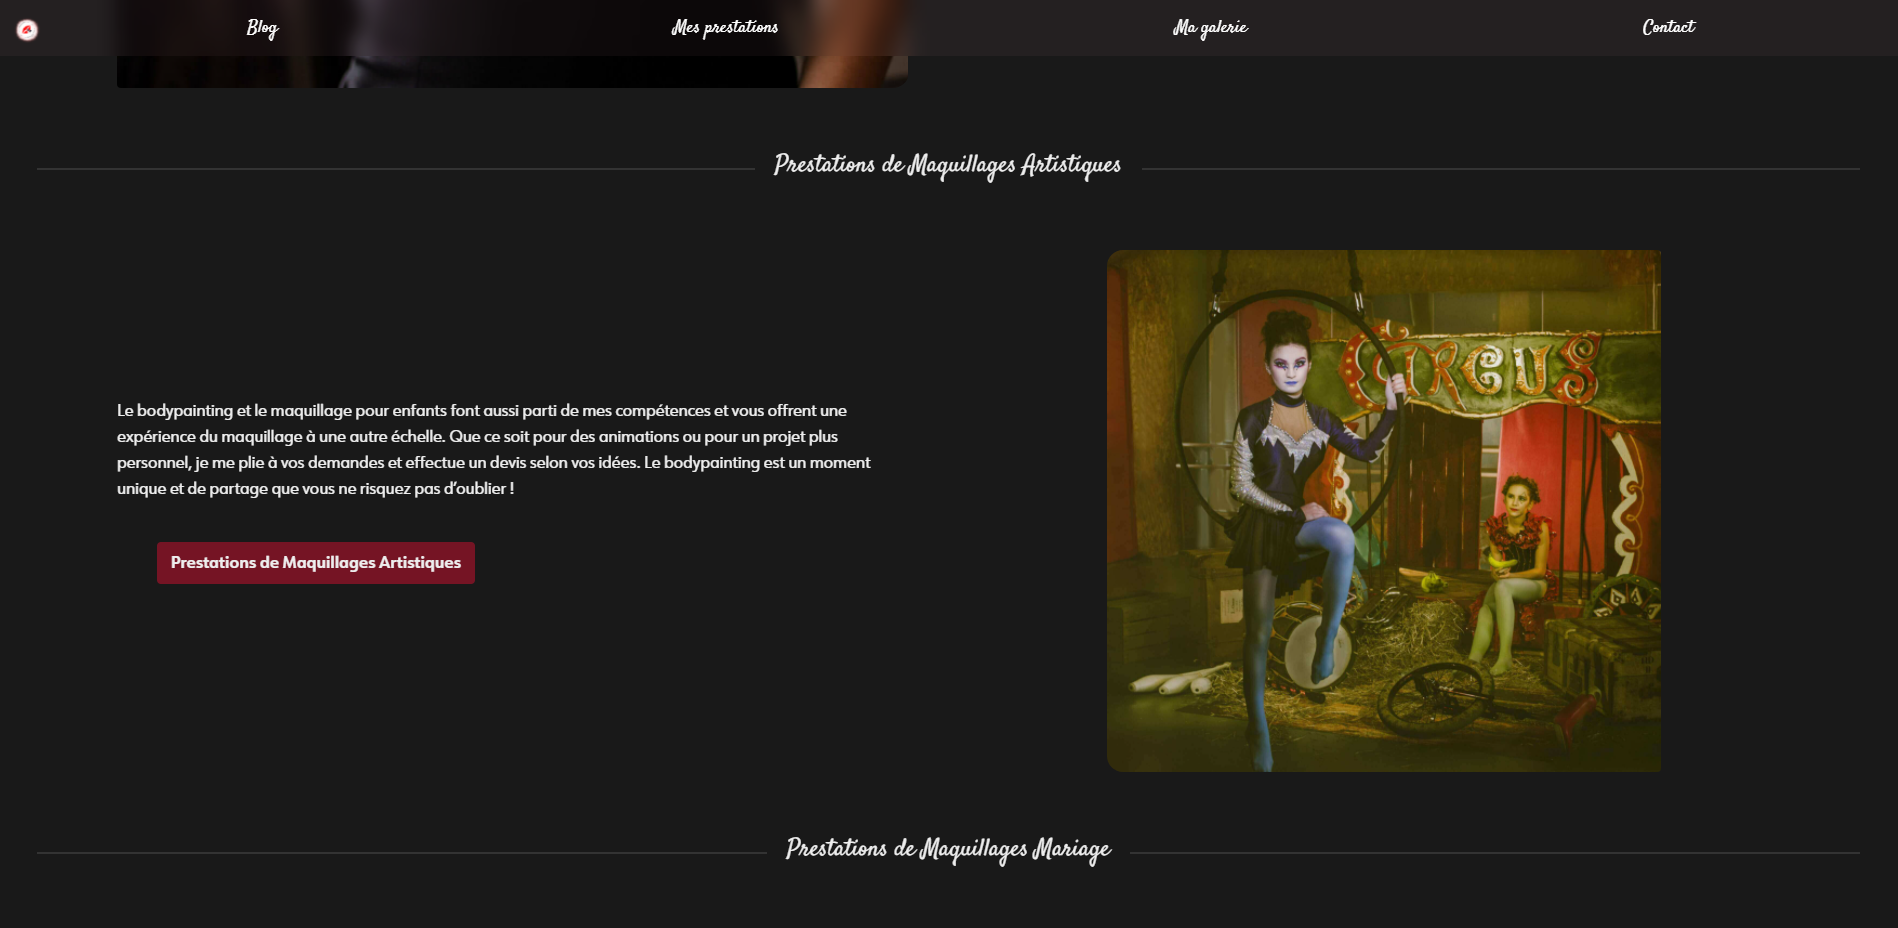 Blog
Mes prestations
Ma galerie
Contact
Prestations de Maquillages Artistiques
Le bodypainting et le maquillage pour enfants font aussi parti de mes compétences et vous offrent une
expérience du maquillage à une autre échelle. Que ce soit pour des animations ou pour un projet plus
personnel, je me plie à vos demandes et effectue un devis selon vos idées. Le bodypainting est un moment
unique et de partage que vous ne risquez pas d’oublier !
Prestations de Maquillages Artistiques
CIRCUS
Prestations de Maquillages Mariage